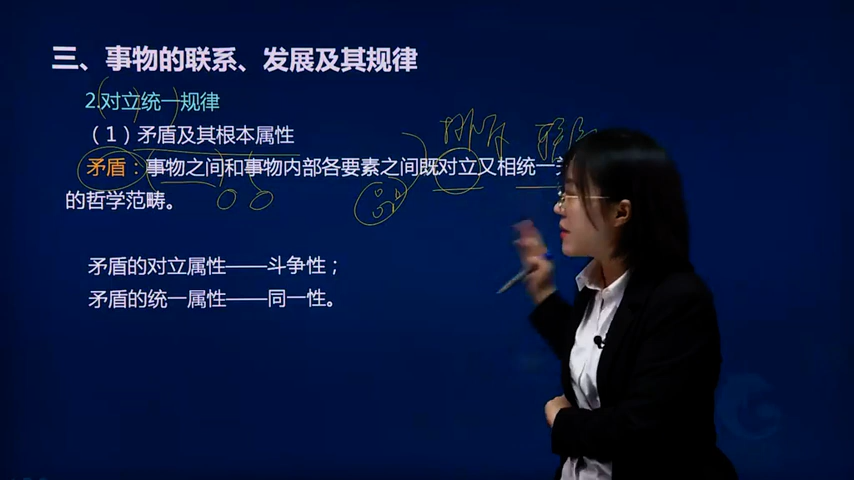 三、事物的联系、发展及其规律
2.对立统一规律
（1）矛盾及其根本属性
矛盾：事物之间和事物内部各要素之间既对立又相统一
的哲学范畴。
矛盾的对立属性——斗争性；
矛盾的统一属性——同一性。